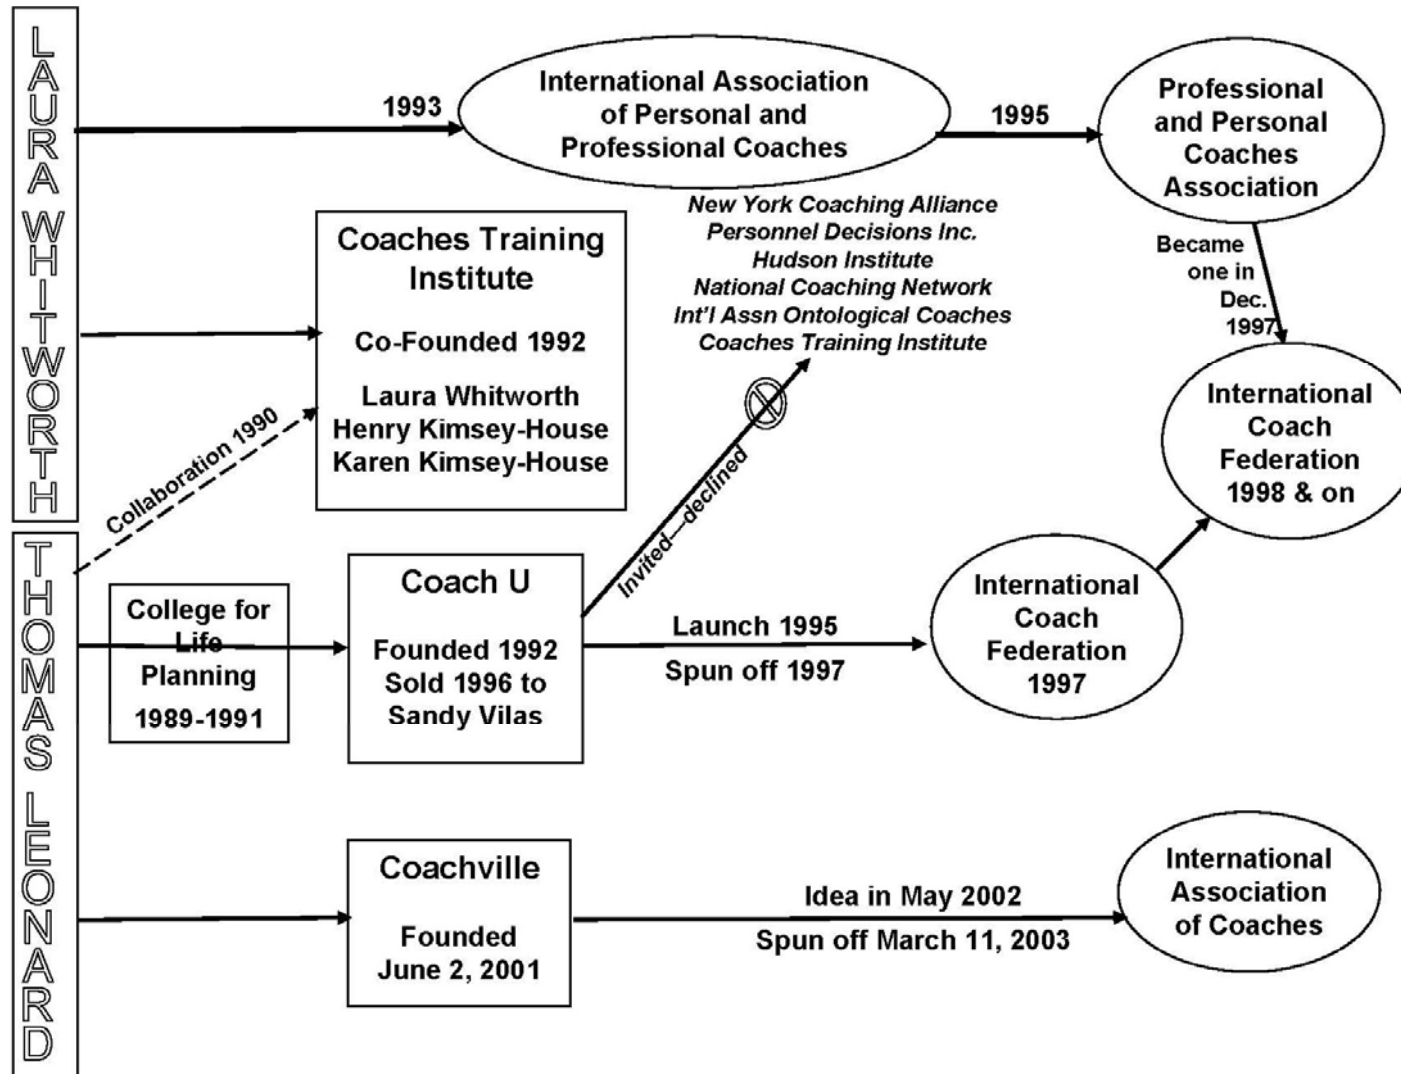 LAURA WHITWORTH
1993
International Association
of Personal and
Professional Coaches
1995
Professional
and Personal
Coaches
Association
New York Coaching Alliance
Personnel Decisions Inc.
Hudson Institute
National Coaching Network
Int'l Assn Ontological Coaches
Coaches Training Institute
Became
one in
Dec.
1997
Coaches Training
Institute
Co-Founded 1992
Laura Whitworth
Henry Kimsey-House
Karen Kimsey-House
International
Coach
Federation
1998 & on
Collaboration 1990
Invited----declined
THOMAS LEONARD
College for
Life
Planning
1989-1991
Coach U
Founded 1992
Sold 1996 to
Sandy Vilas
Launch 1995
Spun off 1997
International
Coach
Federation
1997
Coachville
Founded
June 2, 2001
Idea in May 2002
Spun off March 11, 2003
International
Association
of Coaches